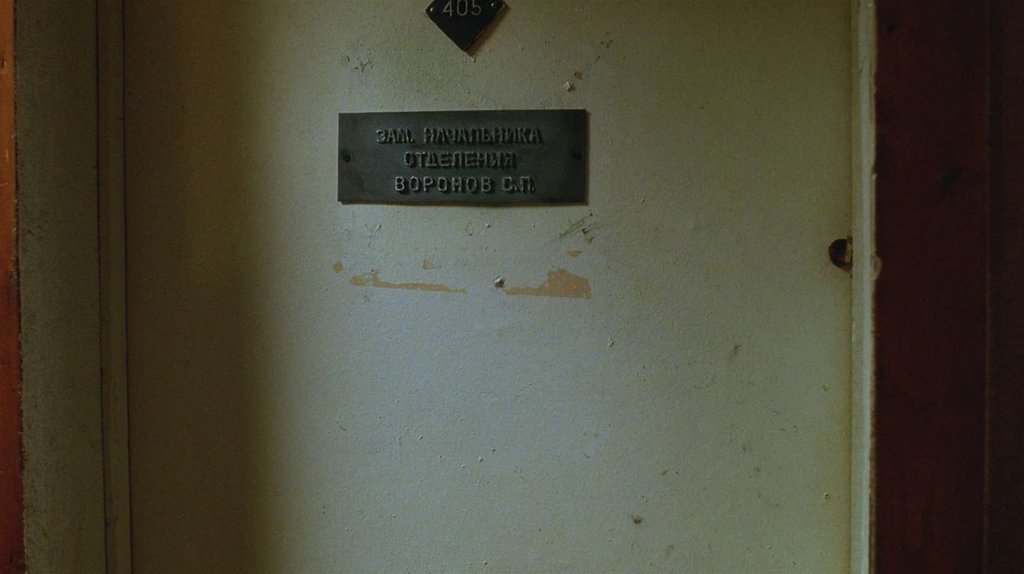 405
ЗАМ. НАЧАЛЬНИКА
ОТДЕЛЕНИЯ
ВОРОНОВ С.П.